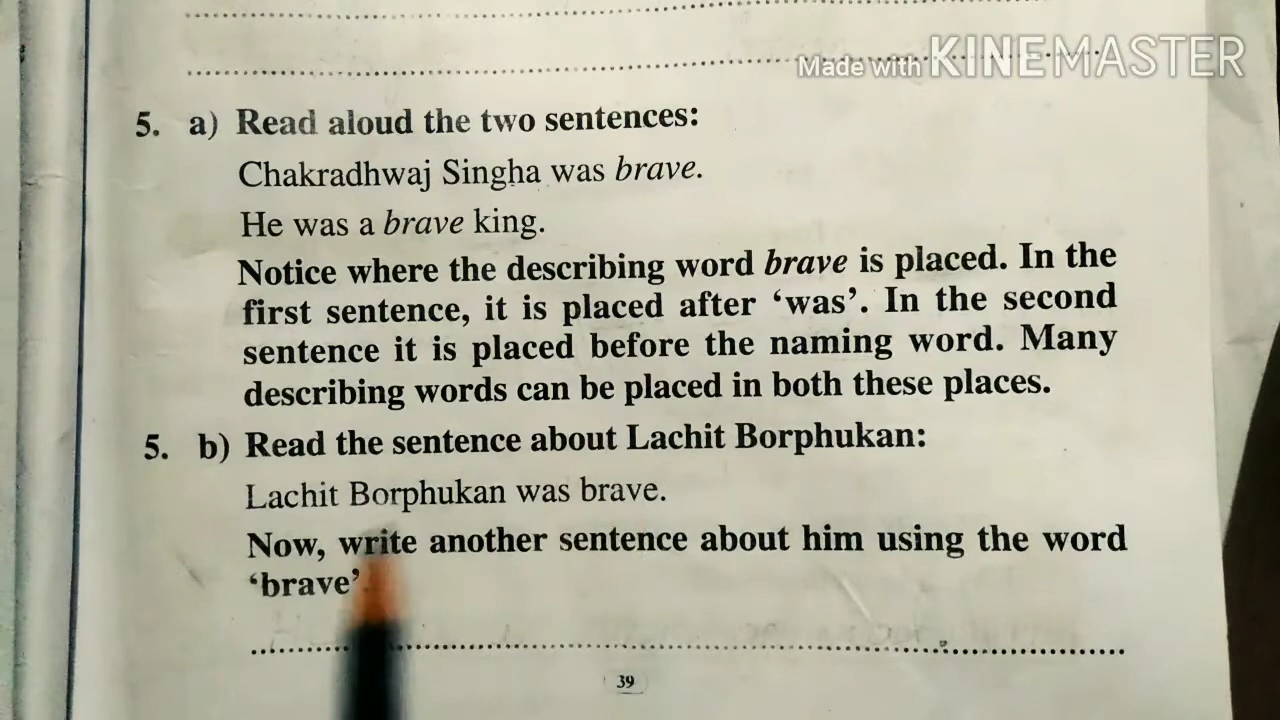 Made with KINEMASTER
5. a) Read aloud the two sentences:
Chakradhwaj Singha was brave.
He was a brave king.
Notice where the describing word brave is placed. In the
first sentence, it is placed after ‘was’. In the second
sentence it is placed before the naming word. Many
describing words can be placed in both these places.
5. b) Read the sentence about Lachit Borphukan:
Lachit Borphukan was brave.
Now, write another sentence about him using the word
‘brave’
39